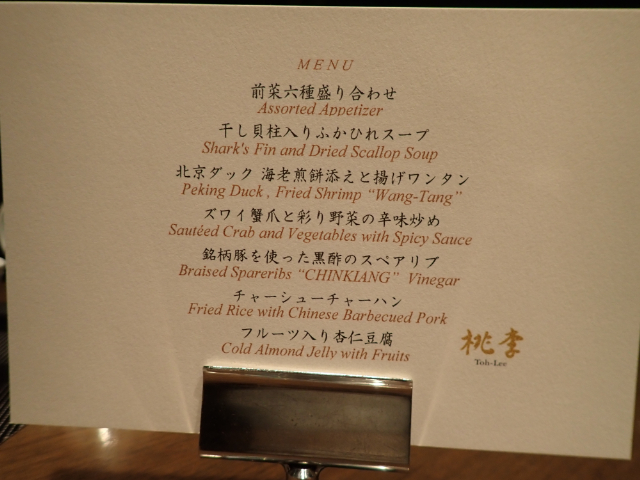 MENU
前菜六種盛り合わせ
Assorted Appetizer
干し貝柱入りふかひれスープ
Shark's Fin and Dried Scallop Soup
北京ダック 海老煎餅添えと揚げワンタン
Peking Duck , Fried Shrimp “Wang-Tang”
ズワイ蟹爪と彩り野菜の辛味炒め
Sautéed Crab and Vegetables with Spicy Sauce
銘柄豚を使った黒酢のスペアリブ
Braised Spareribs “CHINKIANG” Vinegar
チャーシューチャーハン
Fried Rice with Chinese Barbecued Pork
フルーツ入り杏仁豆腐
Cold Almond Jelly with Fruits
桃李
Toh-Lee